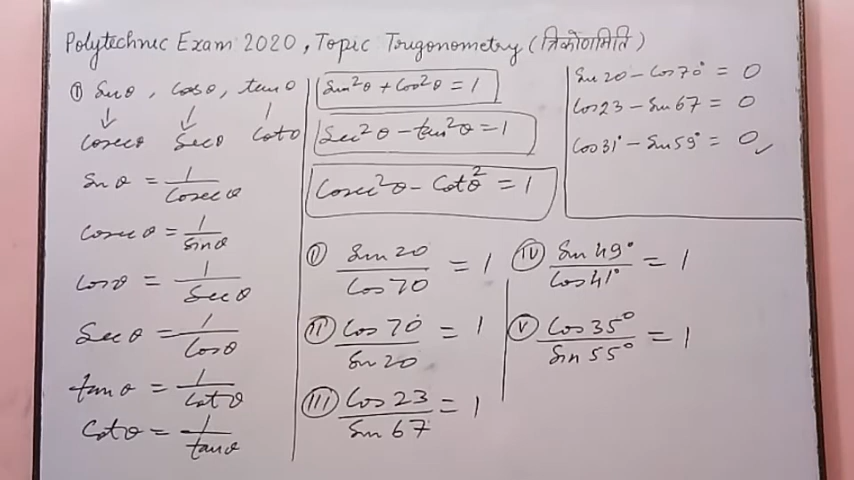 Polytechnic Exam 2020, Topic Trigonometry (त्रिकोणमिति)
① Sinθ, Cosθ, tanθ
↓ ↓ |
Cosecθ Secθ Cotθ
Sinθ = 1/Cosecθ
Cosecθ = 1/sinθ
Cosθ = 1/Secθ
Secθ = 1/Cosθ
tanθ = 1/Cotθ
Cotθ = 1/tanθ
Sin²θ + Cos²θ = 1
Sec²θ - tan²θ = 1
Cosec²θ - Cotθ² = 1
Sin 20 - Cos 70° = 0
Cos 23 - Sin 67 = 0
Cos 31° - Sin 59° = 0 ✓
(I) Sin 20/Cos 70 = 1
(II) Cos 70/Sin 20 = 1
(III) Cos 23/Sin 67 = 1
(IV) Sin 49°/Cos 41° = 1
(V) Cos 35°/Sin 55° = 1